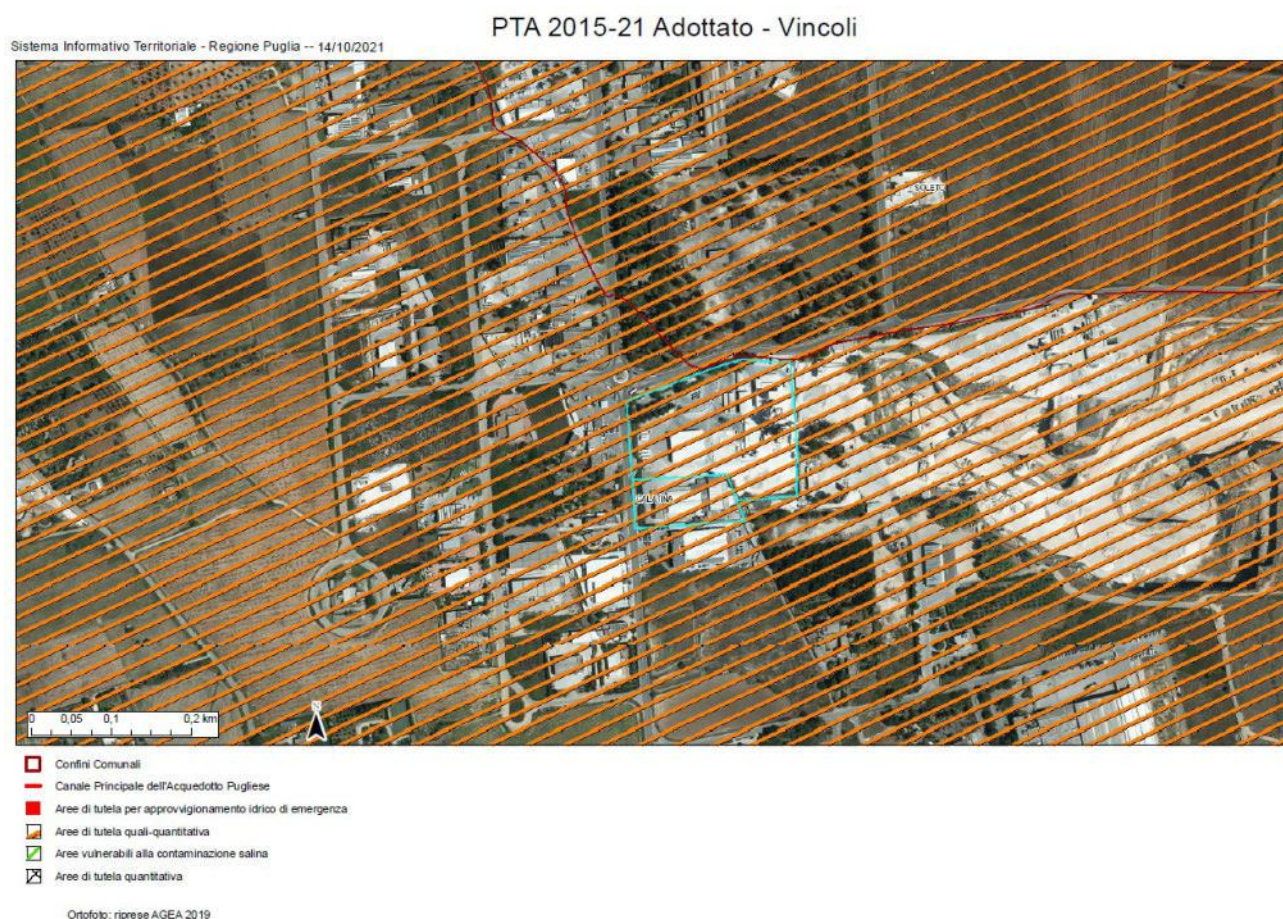 PTA 2015-21 Adottato - Vincoli
Sistema Informativo Territoriale - Regione Puglia -- 14/10/2021
SOLETO
GALATINA
N
0 0,05 0,1 0,2 km
Confini Comunali
Canale Principale dell'Acquedotto Pugliese
Aree di tutela per approvvigionamento idrico di emergenza
Aree di tutela quali-quantitativa
Aree vulnerabili alla contaminazione salina
Aree di tutela quantitativa
Ortofoto: riprese AGEA 2019